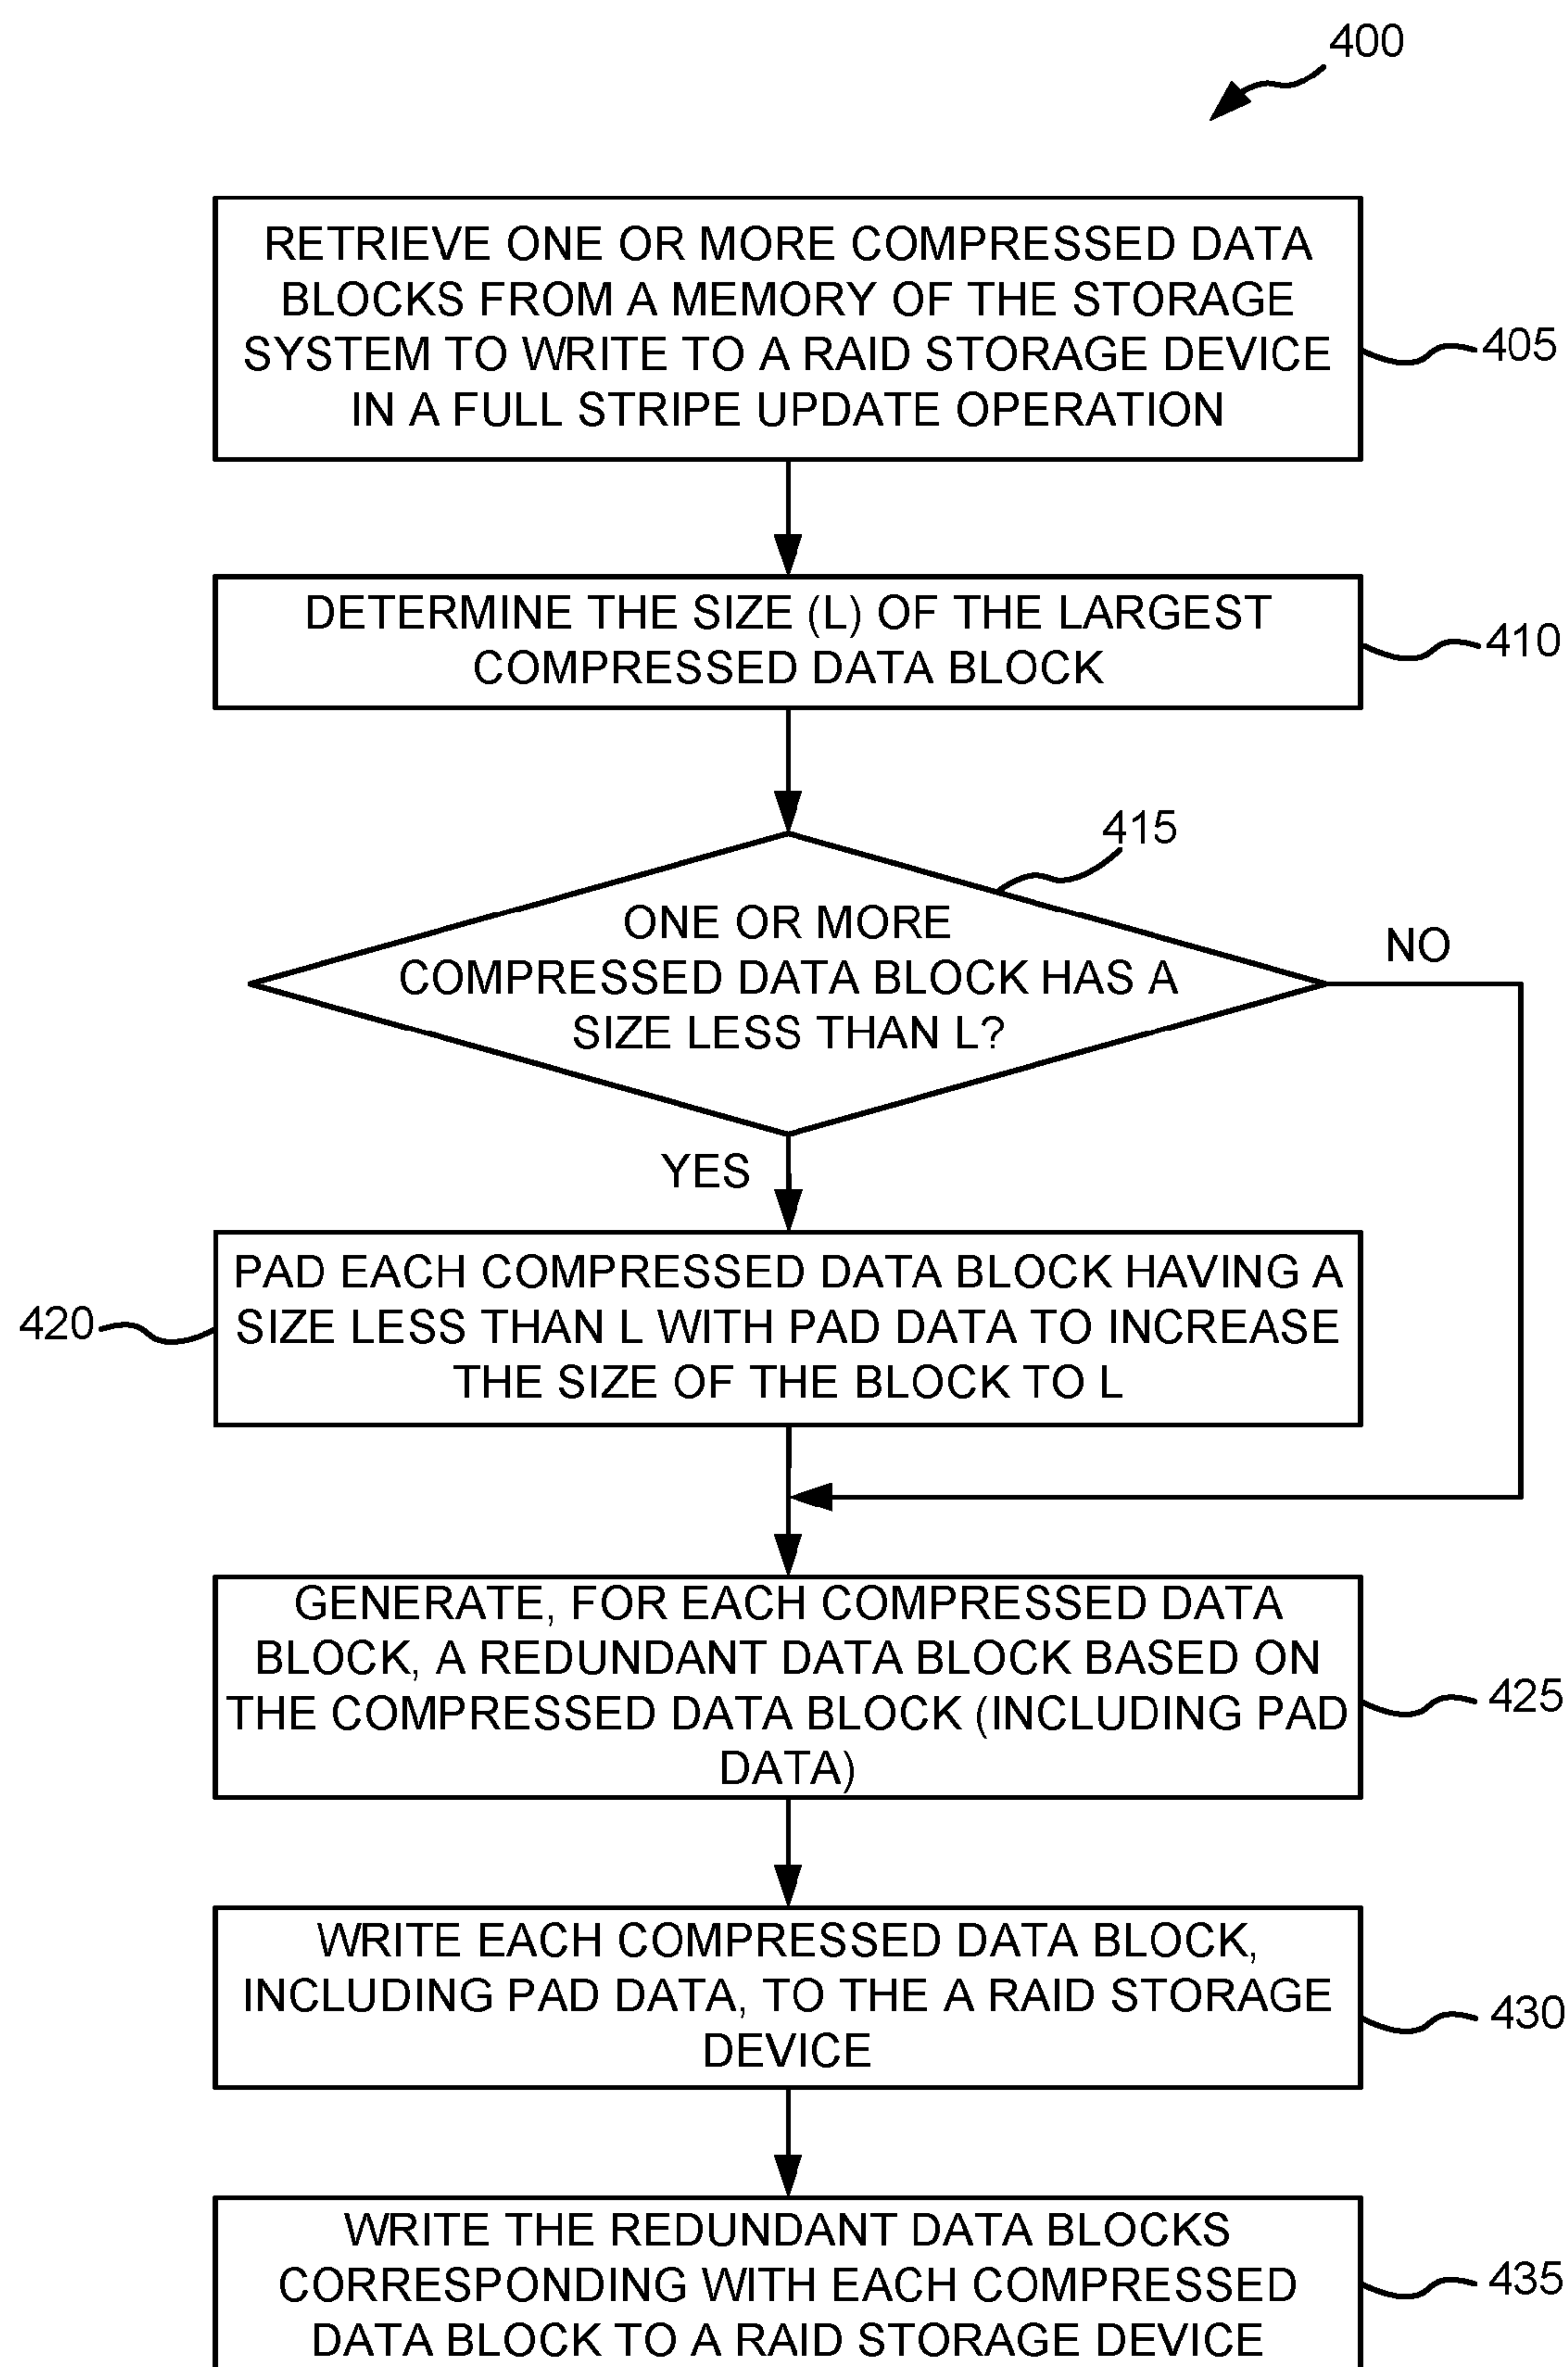 400
RETRIEVE ONE OR MORE COMPRESSED DATA
BLOCKS FROM A MEMORY OF THE STORAGE
SYSTEM TO WRITE TO A RAID STORAGE DEVICE
IN A FULL STRIPE UPDATE OPERATION
405
DETERMINE THE SIZE (L) OF THE LARGEST
COMPRESSED DATA BLOCK
410
415
ONE OR MORE
COMPRESSED DATA BLOCK HAS A
SIZE LESS THAN L?
NO
YES
PAD EACH COMPRESSED DATA BLOCK HAVING A
SIZE LESS THAN L WITH PAD DATA TO INCREASE
THE SIZE OF THE BLOCK TO L
420
GENERATE, FOR EACH COMPRESSED DATA
BLOCK, A REDUNDANT DATA BLOCK BASED ON
THE COMPRESSED DATA BLOCK (INCLUDING PAD
DATA)
425
WRITE EACH COMPRESSED DATA BLOCK,
INCLUDING PAD DATA, TO THE A RAID STORAGE
DEVICE
430
WRITE THE REDUNDANT DATA BLOCKS
CORRESPONDING WITH EACH COMPRESSED
DATA BLOCK TO A RAID STORAGE DEVICE
435